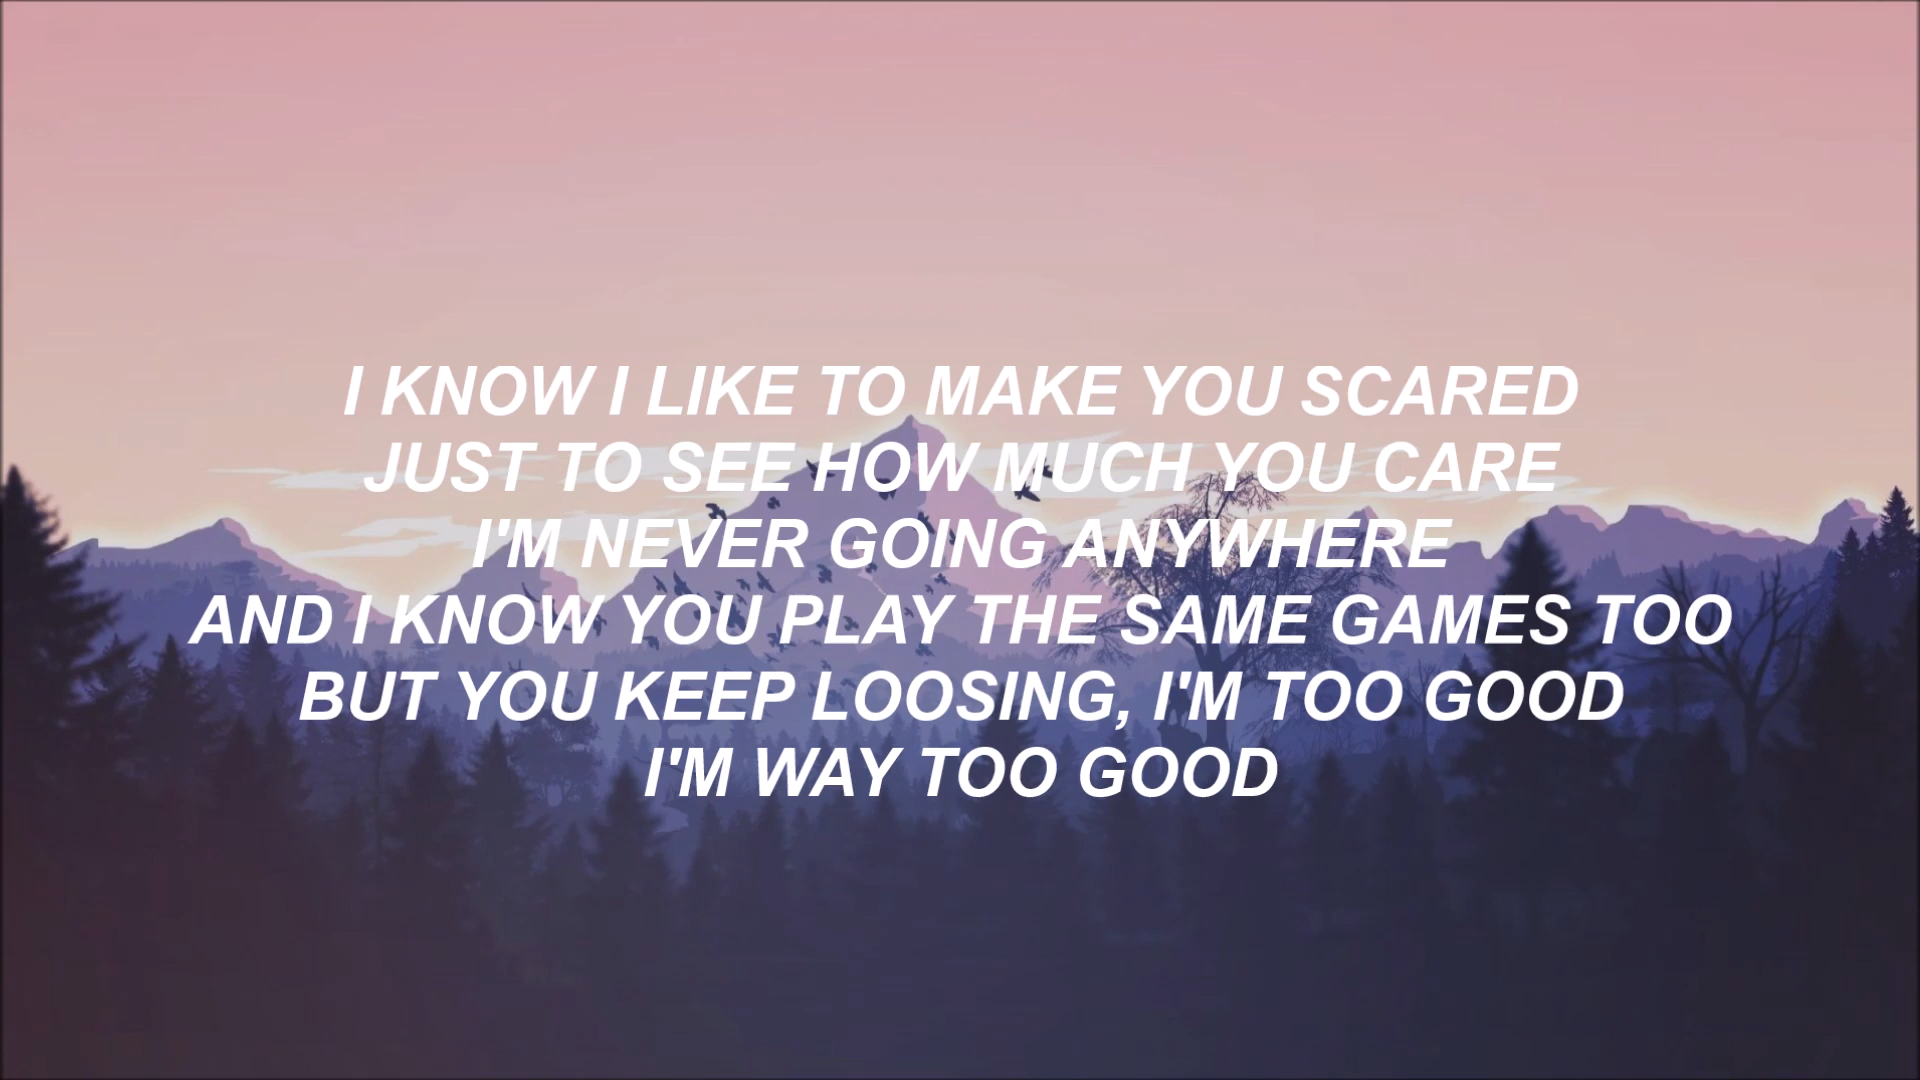 I KNOW I LIKE TO MAKE YOU SCARED
JUST TO SEE HOW MUCH YOU CARE
I'M NEVER GOING ANYWHERE
AND I KNOW YOU PLAY THE SAME GAMES TOO
BUT YOU KEEP LOOSING, I'M TOO GOOD
I'M WAY TOO GOOD